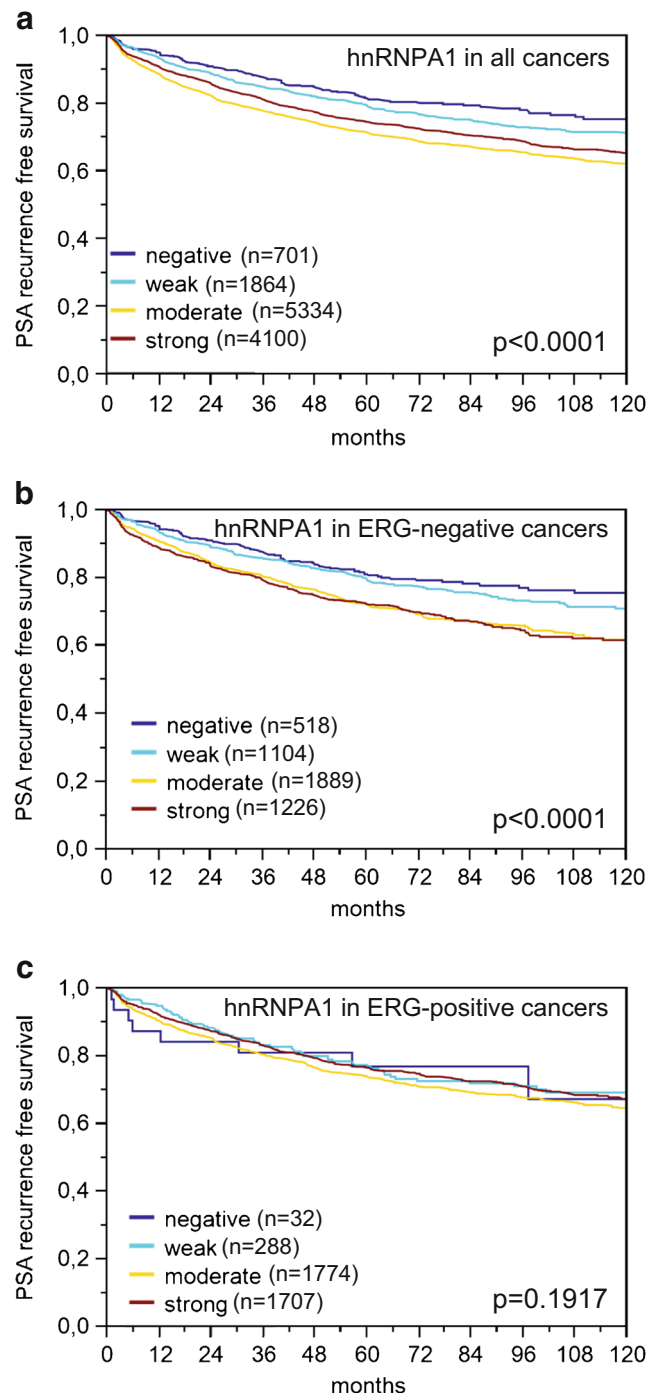 a
hnRNPA1 in all cancers
PSA recurrence free survival
1,0
0,8
0,6
0,4
0,2
0,0
negative (n=701)
weak (n=1864)
moderate (n=5334)
strong (n=4100)
p<0.0001
0 12 24 36 48 60 72 84 96 108 120
months
b
hnRNPA1 in ERG-negative cancers
PSA recurrence free survival
1,0
0,8
0,6
0,4
0,2
0,0
negative (n=518)
weak (n=1104)
moderate (n=1889)
strong (n=1226)
p<0.0001
0 12 24 36 48 60 72 84 96 108 120
months
c
hnRNPA1 in ERG-positive cancers
PSA recurrence free survival
1,0
0,8
0,6
0,4
0,2
0,0
negative (n=32)
weak (n=288)
moderate (n=1774)
strong (n=1707)
p=0.1917
0 12 24 36 48 60 72 84 96 108 120
months